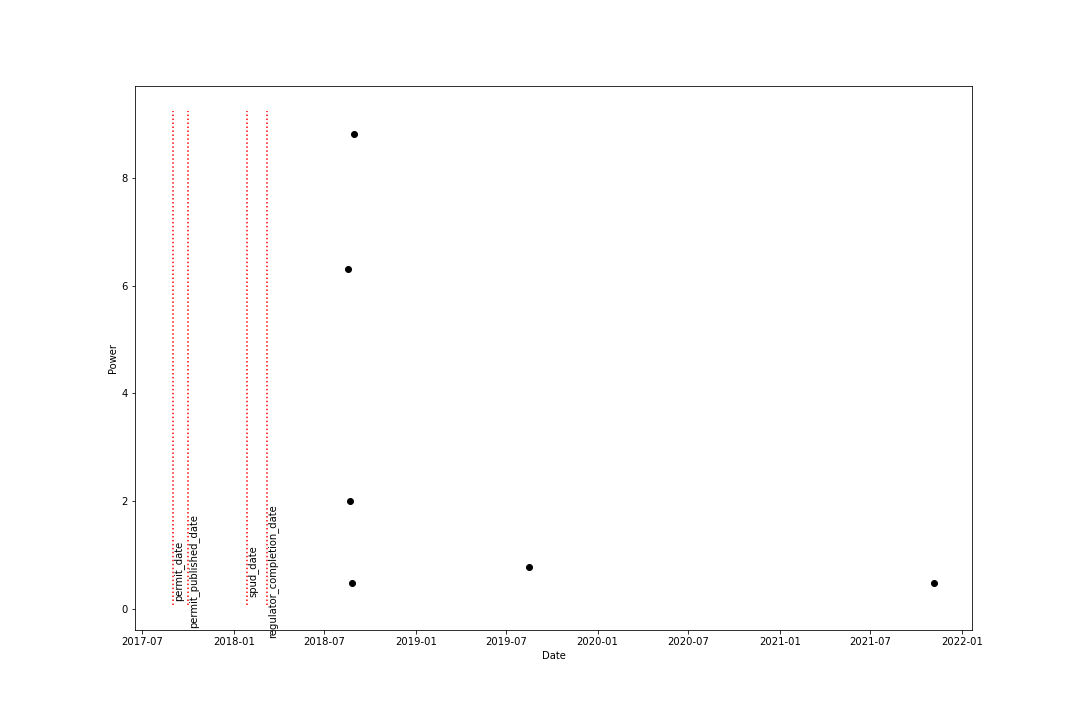 8
6
4
2
0
Power
permit_date
permit_published_date
spud_date
regulator_completion_date
2017-07
2018-01
2018-07
2019-01
2019-07
2020-01
2020-07
2021-01
2021-07
2022-01
Date